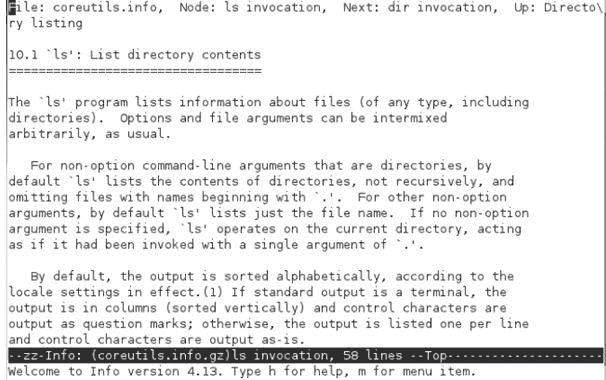 File: coreutils.info,  Node: ls invocation,  Next: dir invocation,  Up: Directo\
ry listing
10.1 `ls': List directory contents
==================================
The `ls' program lists information about files (of any type, including
directories).  Options and file arguments can be intermixed
arbitrarily, as usual.
   For non-option command-line arguments that are directories, by
default `ls' lists the contents of directories, not recursively, and
omitting files with names beginning with `.'.  For other non-option
arguments, by default `ls' lists just the file name.  If no non-option
argument is specified, `ls' operates on the current directory, acting
as if it had been invoked with a single argument of `.'.
   By default, the output is sorted alphabetically, according to the
locale settings in effect.(1) If standard output is a terminal, the
output is in columns (sorted vertically) and control characters are
output as question marks; otherwise, the output is listed one per line
and control characters are output as-is.
--zz-Info: (coreutils.info.gz)ls invocation, 58 lines --Top---------------------
Welcome to Info version 4.13. Type h for help, m for menu item.